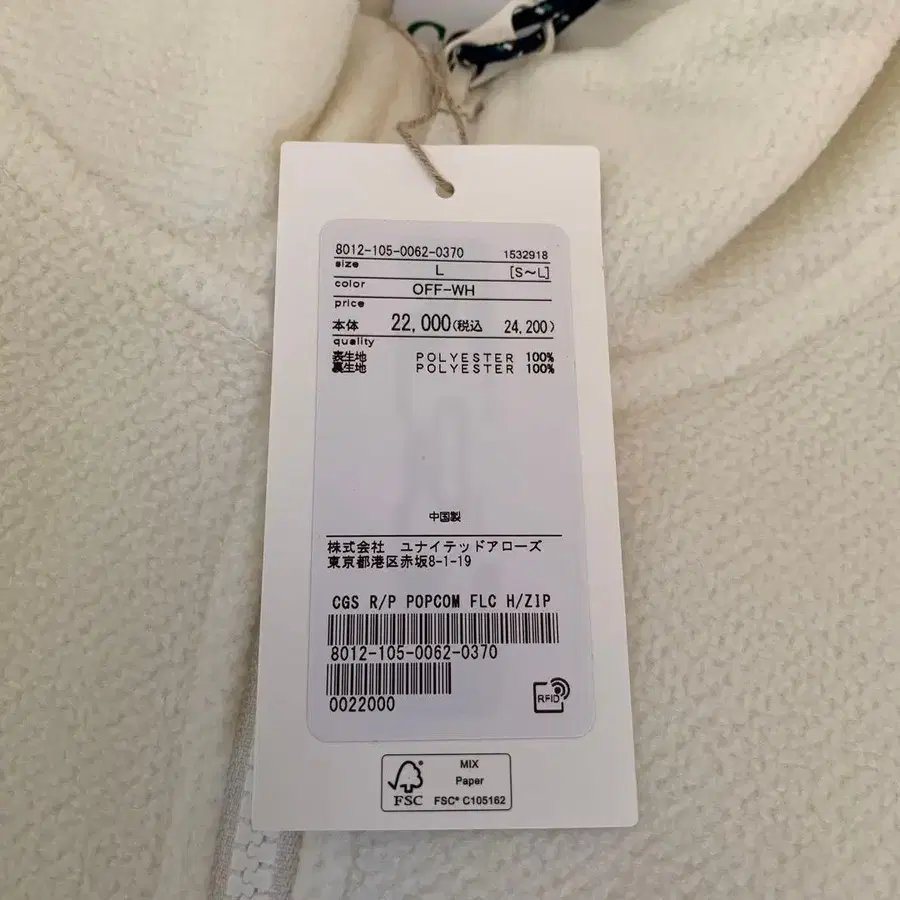 8012-105-0062-0370 1532918
size L [S～L]
color OFF-WH
price
本体 22,000(税込 24,200)
quality
表生地 POLYESTER 100%
裏生地 POLYESTER 100%
中国製
株式会社 ユナイテッドアローズ
東京都港区赤坂8-1-19
CGS R/P POPCOM FLC H/ZIP
8012-105-0062-0370
0022000
RFID
FSC
MIX
Paper
FSC® C105162